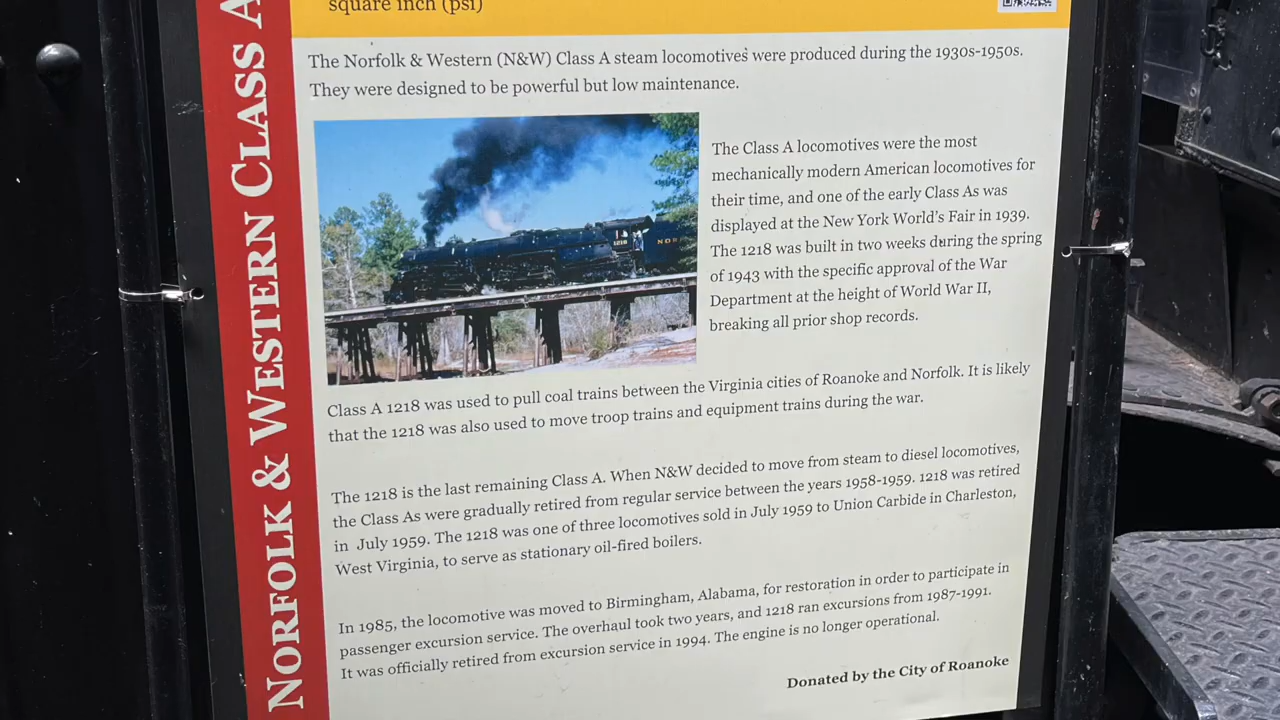 square inch (psi)
NORFOLK & WESTERN CLASS A
The Norfolk & Western (N&W) Class A steam locomotives were produced during the 1930s-1950s.
They were designed to be powerful but low maintenance.
1218
NOR
The Class A locomotives were the most
mechanically modern American locomotives for
their time, and one of the early Class As was
displayed at the New York World's Fair in 1939.
The 1218 was built in two weeks during the spring
of 1943 with the specific approval of the War
Department at the height of World War II,
breaking all prior shop records.
Class A 1218 was used to pull coal trains between the Virginia cities of Roanoke and Norfolk. It is likely
that the 1218 was also used to move troop trains and equipment trains during the war.
The 1218 is the last remaining Class A. When N&W decided to move from steam to diesel locomotives,
the Class As were gradually retired from regular service between the years 1958-1959. 1218 was retired
in July 1959. The 1218 was one of three locomotives sold in July 1959 to Union Carbide in Charleston,
West Virginia, to serve as stationary oil-fired boilers.
In 1985, the locomotive was moved to Birmingham, Alabama, for restoration in order to participate in
passenger excursion service. The overhaul took two years, and 1218 ran excursions from 1987-1991.
It was officially retired from excursion service in 1994. The engine is no longer operational.
Donated by the City of Roanoke